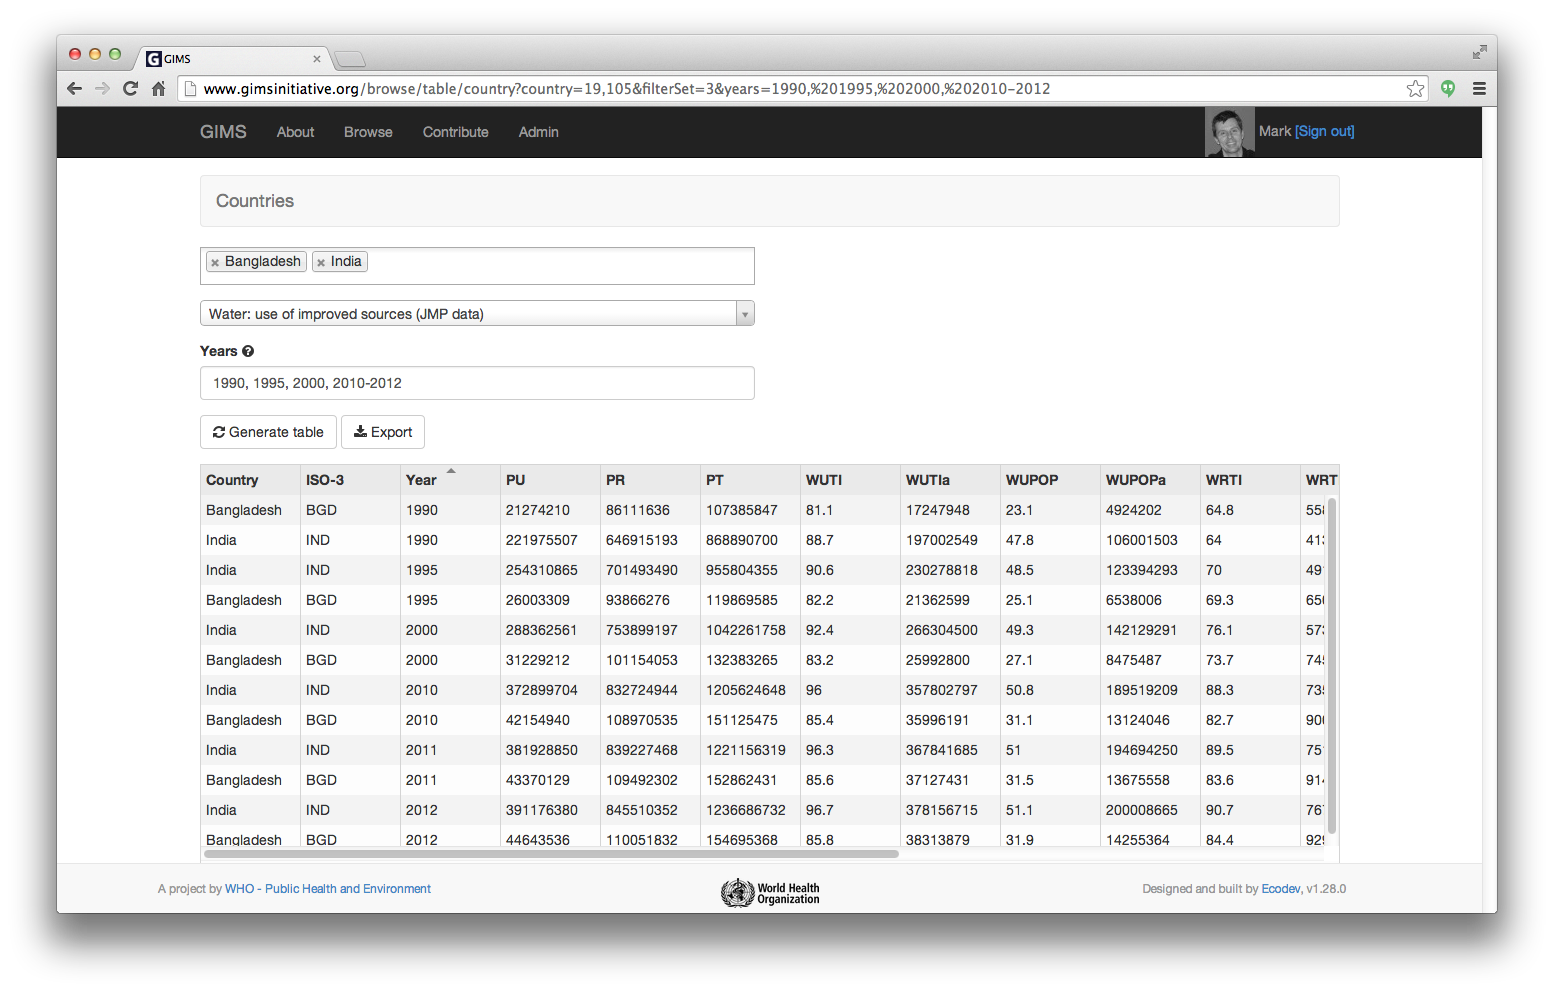 GIMS
www.gimsinitiative.org/browse/table/country?country=19,105&filterSet=3&years=1990,%201995,%202000,%202010-2012
GIMS About Browse Contribute Admin Mark [Sign out]
Countries
Bangladesh India
Water: use of improved sources (JMP data)
Years
1990, 1995, 2000, 2010-2012
Generate table Export
Country ISO-3 Year PU PR PT WUTI WUTIa WUPOP WUPOPa WRTI WRT
Bangladesh BGD 1990 21274210 86111636 107385847 81.1 17247948 23.1 4924202 64.8 558
India IND 1990 221975507 646915193 868890700 88.7 197002549 47.8 106001503 64 413
India IND 1995 254310865 701493490 955804355 90.6 230278818 48.5 123394293 70 491
Bangladesh BGD 1995 26003309 93866276 119869585 82.2 21362599 25.1 6538006 69.3 650
India IND 2000 288362561 753899197 1042261758 92.4 266304500 49.3 142129291 76.1 573
Bangladesh BGD 2000 31229212 101154053 132383265 83.2 25992800 27.1 8475487 73.7 745
India IND 2010 372899704 832724944 1205624648 96 357802797 50.8 189519209 88.3 735
Bangladesh BGD 2010 42154940 108970535 151125475 85.4 35996191 31.1 13124046 82.7 900
India IND 2011 381928850 839227468 1221156319 96.3 367841685 51 194694250 89.5 751
Bangladesh BGD 2011 43370129 109492302 152862431 85.6 37127431 31.5 13675558 83.6 914
India IND 2012 391176380 845510352 1236686732 96.7 378156715 51.1 200008665 90.7 767
Bangladesh BGD 2012 44643536 110051832 154695368 85.8 38313879 31.9 14255364 84.4 929
A project by WHO - Public Health and Environment World Health Designed and built by Ecodev, v1.28.0
Organization